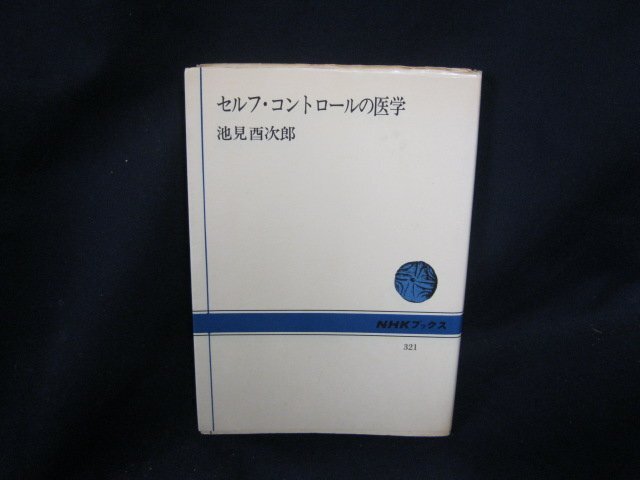 セルフ・コントロールの医学
池見酉次郎
NHKブックス
321